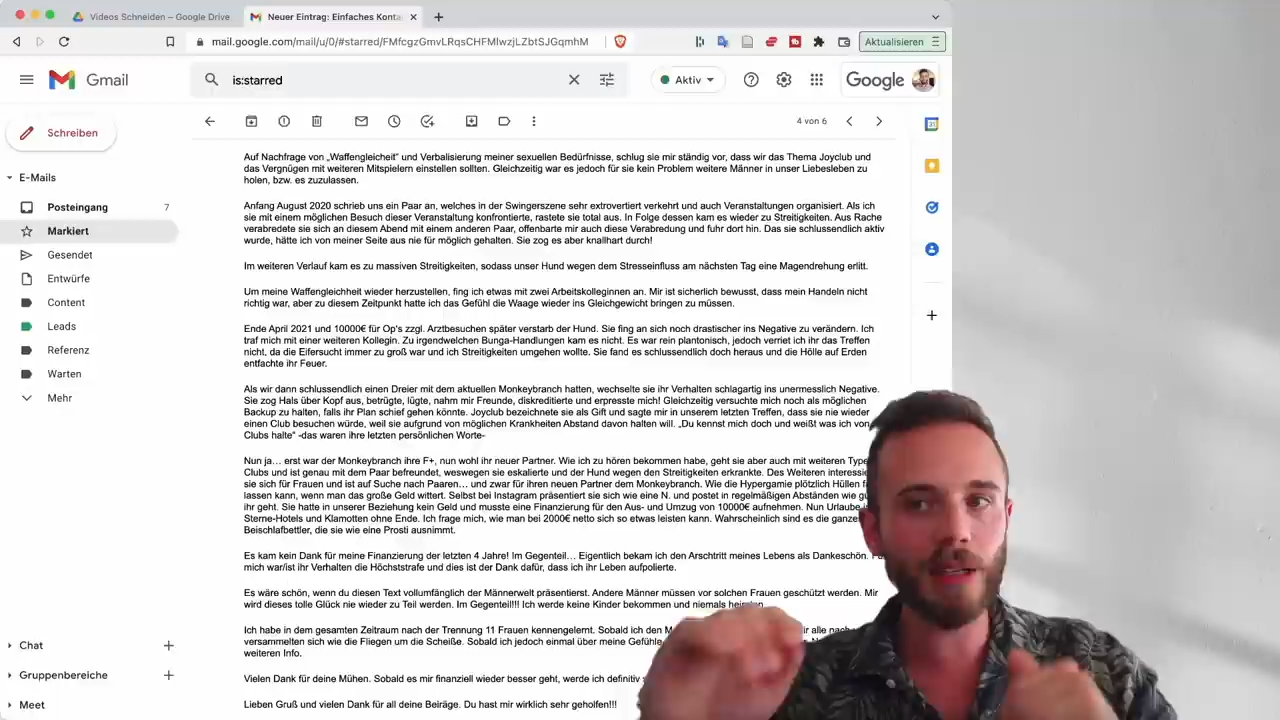 Videos Schneiden – Google Drive
Neuer Eintrag: Einfaches Konta
mail.google.com/mail/u/0/#starred/FMfcgzGmvLRqsCHFMlwzjLZbtSJGqmhM
Aktualisieren
Gmail
is:starred
Aktiv
Google
Schreiben
4 von 6
E-Mails
Posteingang 7
Markiert
Gesendet
Entwürfe
Content
Leads
Referenz
Warten
Mehr
Chat
Gruppenbereiche
Meet
Auf Nachfrage von „Waffengleicheit" und Verbalisierung meiner sexuellen Bedürfnisse, schlug sie mir ständig vor, dass wir das Thema Joyclub und
das Vergnügen mit weiteren Mitspielern einstellen sollten. Gleichzeitig war es jedoch für sie kein Problem weitere Männer in unser Liebesleben zu
holen, bzw. es zuzulassen.
Anfang August 2020 schrieb uns ein Paar an, welches in der Swingerszene sehr extrovertiert verkehrt und auch Veranstaltungen organisiert. Als ich
sie mit einem möglichen Besuch dieser Veranstaltung konfrontierte, rastete sie total aus. In Folge dessen kam es wieder zu Streitigkeiten. Aus Rache
verabredete sie sich an diesem Abend mit einem anderen Paar, offenbarte mir auch diese Verabredung und fuhr dort hin. Das sie schlussendlich aktiv
wurde, hätte ich von meiner Seite aus nie für möglich gehalten. Sie zog es aber knallhart durch!
Im weiteren Verlauf kam es zu massiven Streitigkeiten, sodass unser Hund wegen dem Stresseinfluss am nächsten Tag eine Magendrehung erlitt.
Um meine Waffengleichheit wieder herzustellen, fing ich etwas mit zwei Arbeitskolleginnen an. Mir ist sicherlich bewusst, dass mein Handeln nicht
richtig war, aber zu diesem Zeitpunkt hatte ich das Gefühl die Waage wieder ins Gleichgewicht bringen zu müssen.
Ende April 2021 und 10000€ für Op's zzgl. Arztbesuchen später verstarb der Hund. Sie fing an sich noch drastischer ins Negative zu verändern. Ich
traf mich mit einer weiteren Kollegin. Zu irgendwelchen Bunga-Handlungen kam es nicht. Es war rein plantonisch, jedoch verriet ich ihr das Treffen
nicht, da die Eifersucht immer zu groß war und ich Streitigkeiten umgehen wollte. Sie fand es schlussendlich doch heraus und die Hölle auf Erden
entfachte ihr Feuer.
Als wir dann schlussendlich einen Dreier mit dem aktuellen Monkeybranch hatten, wechselte sie ihr Verhalten schlagartig ins unermesslich Negative.
Sie zog Hals über Kopf aus, betrügte, lügte, nahm mir Freunde, diskreditierte und erpresste mich! Gleichzeitig versuchte mich noch als möglichen
Backup zu halten, falls ihr Plan schief gehen könnte. Joyclub bezeichnete sie als Gift und sagte mir in unserem letzten Treffen, dass sie nie wieder
einen Club besuchen würde, weil sie aufgrund von möglichen Krankheiten Abstand davon halten will. „Du kennst mich doch und weißt was ich von
Clubs halte" -das waren ihre letzten persönlichen Worte-
Nun ja… erst war der Monkeybranch ihre F+, nun wohl ihr neuer Partner. Wie ich zu hören bekommen habe, geht sie aber auch mit weiteren Type
Clubs und ist genau mit dem Paar befreundet, weswegen sie eskalierte und der Hund wegen den Streitigkeiten erkrankte. Des Weiteren interessie
sie sich für Frauen und ist auf Suche nach Paaren… und zwar für ihren neuen Partner dem Monkeybranch. Wie die Hypergamie plötzlich Hüllen f
lassen kann, wenn man das große Geld wittert. Selbst bei Instagram präsentiert sie sich wie eine N. und postet in regelmäßigen Abständen wie gu
ihr geht. Sie hatte in unserer Beziehung kein Geld und musste eine Finanzierung für den Aus- und Umzug von 10000€ aufnehmen. Nun Urlaube
Sterne-Hotels und Klamotten ohne Ende. Ich frage mich, wie man bei 2000€ netto sich so etwas leisten kann. Wahrscheinlich sind es die ganze
Beischlafbettler, die sie wie eine Prosti ausnimmt.
Es kam kein Dank für meine Finanzierung der letzten 4 Jahre! Im Gegenteil… Eigentlich bekam ich den Arschtritt meines Lebens als Dankeschön.
mich war/ist ihr Verhalten die Höchststrafe und dies ist der Dank dafür, dass ich ihr Leben aufpolierte.
Es wäre schön, wenn du diesen Text vollumfänglich der Männerwelt präsentierst. Andere Männer müssen vor solchen Frauen geschützt werden. Mir
wird dieses tolle Glück nie wieder zu Teil werden. Im Gegenteil!!! Ich werde keine Kinder bekommen und niemals heiraten
Ich habe in dem gesamten Zeitraum nach der Trennung 11 Frauen kennengelernt. Sobald ich den M ir alle nach
versammelten sich wie die Fliegen um die Scheiße. Sobald ich jedoch einmal über meine Gefühle
weiteren Info.
Vielen Dank für deine Mühen. Sobald es mir finanziell wieder besser geht, werde ich definitiv
Lieben Gruß und vielen Dank für all deine Beiräge. Du hast mir wirklich sehr geholfen!!!